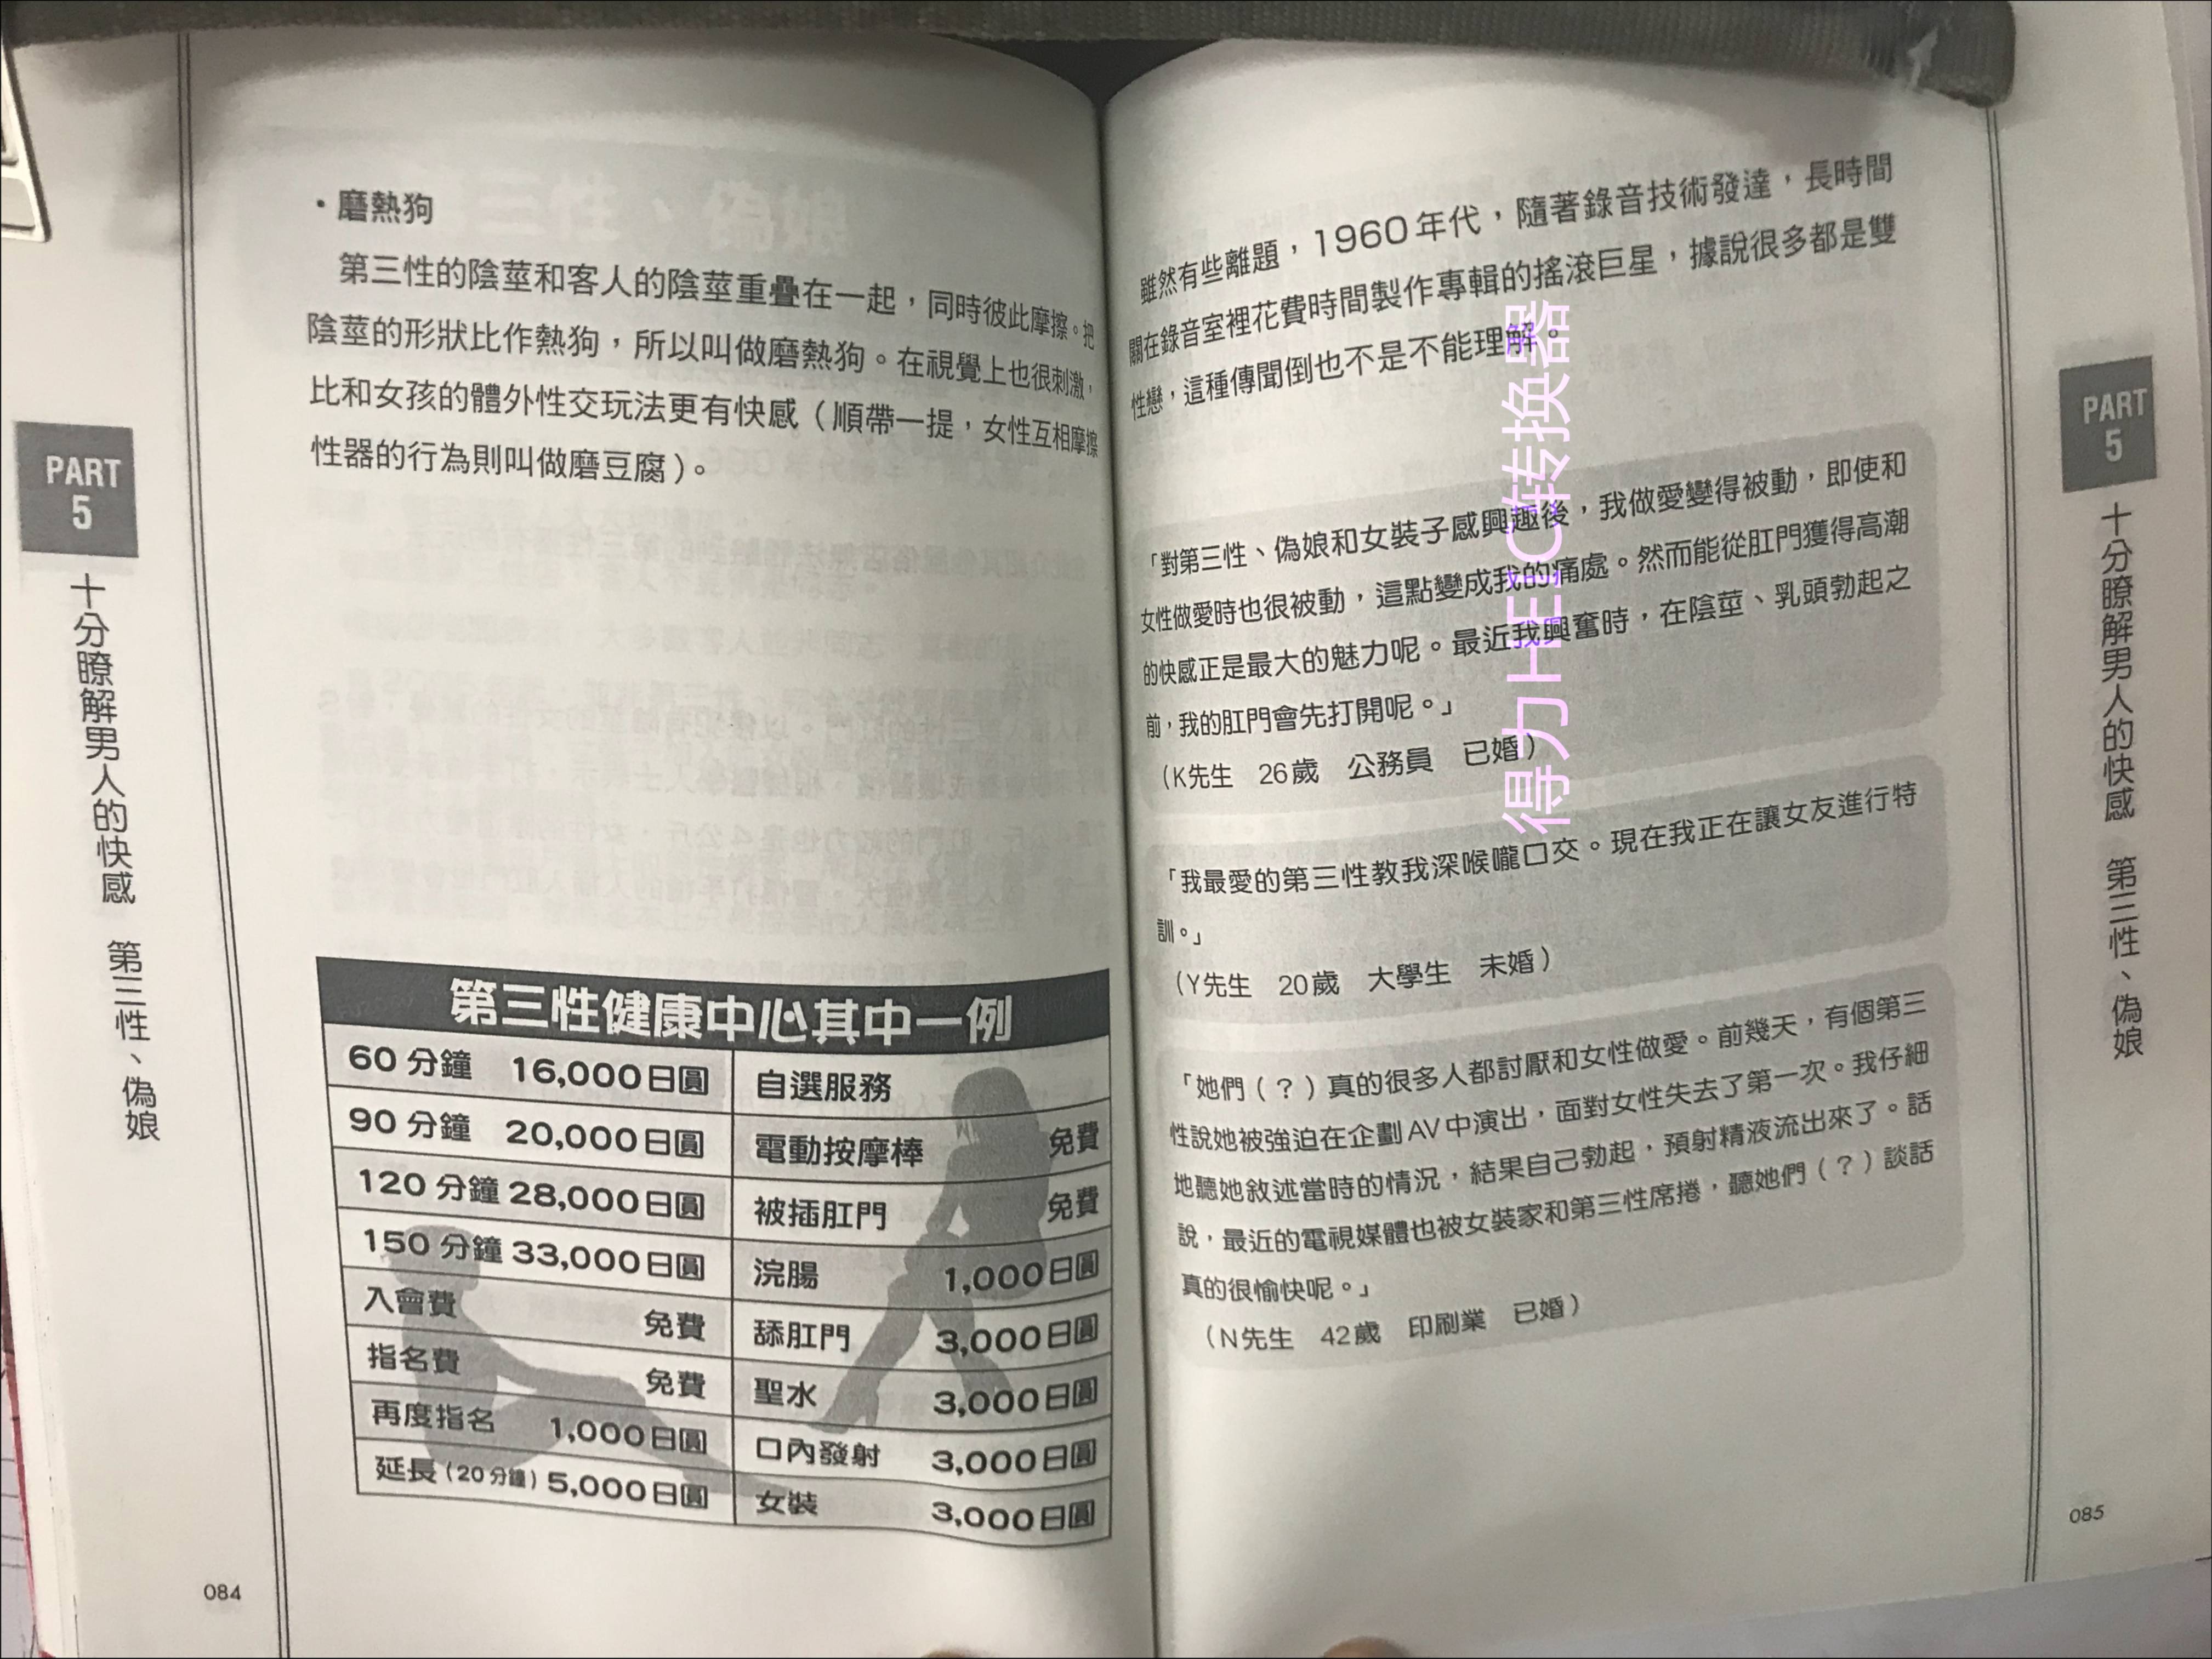 PART 5
十分瞭解男人的快感　第三性、偽娘
・磨熱狗
第三性的陰莖和客人的陰莖重疊在一起，同時彼此摩擦。把
陰莖的形狀比作熱狗，所以叫做磨熱狗。在視覺上也很刺激，
比和女孩的體外性交玩法更有快感（順帶一提，女性互相摩擦
性器的行為則叫做磨豆腐）。
第三性健康中心其中一例
60 分鐘　16,000日圓　自選服務
90 分鐘　20,000日圓　電動按摩棒　免費
120 分鐘 28,000日圓　被插肛門　免費
150 分鐘 33,000日圓　浣腸　1,000日圓
入會費　免費　舔肛門　3,000日圓
指名費　免費　聖水　3,000日圓
再度指名　1,000日圓　口內發射　3,000日圓
延長（20分鐘）5,000日圓　女裝　3,000日圓
084
雖然有些離題，1960年代，隨著錄音技術發達，長時間
關在錄音室裡花費時間製作專輯的搖滾巨星，據說很多都是雙
性戀，這種傳聞倒也不是不能理解。
「對第三性、偽娘和女裝子感興趣後，我做愛變得被動，即使和
女性做愛時也很被動，這點變成我的痛處。然而能從肛門獲得高潮
的快感正是最大的魅力呢。最近我興奮時，在陰莖、乳頭勃起之
前，我的肛門會先打開呢。」
（K先生　26歲　公務員　已婚）
「我最愛的第三性教我深喉嚨口交。現在我正在讓女友進行特
訓。」
（Y先生　20歲　大學生　未婚）
「她們（？）真的很多人都討厭和女性做愛。前幾天，有個第三
性說她被強迫在企劃AV中演出，面對女性失去了第一次。我仔細
地聽她敘述當時的情況，結果自己勃起，預射精液流出來了。話
說，最近的電視媒體也被女裝家和第三性席捲，聽她們（？）談話
真的很愉快呢。」
（N先生　42歲　印刷業　已婚）
PART 5
十分瞭解男人的快感　第三性、偽娘
085
得力HEIC转换器